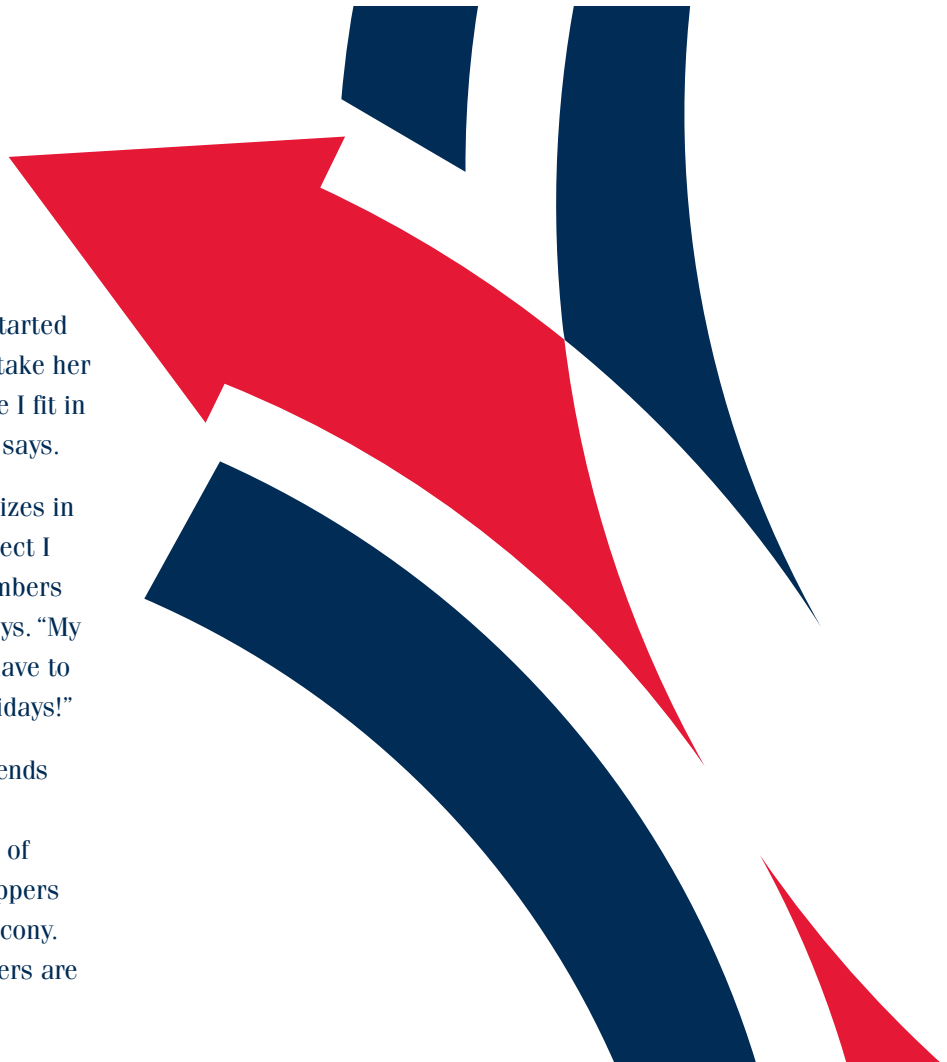 tarted
take her
e I fit in
says.
izes in
ect I
mbers
ys. “My
ave to
idays!”
ends
of
ppers
cony.
ers are